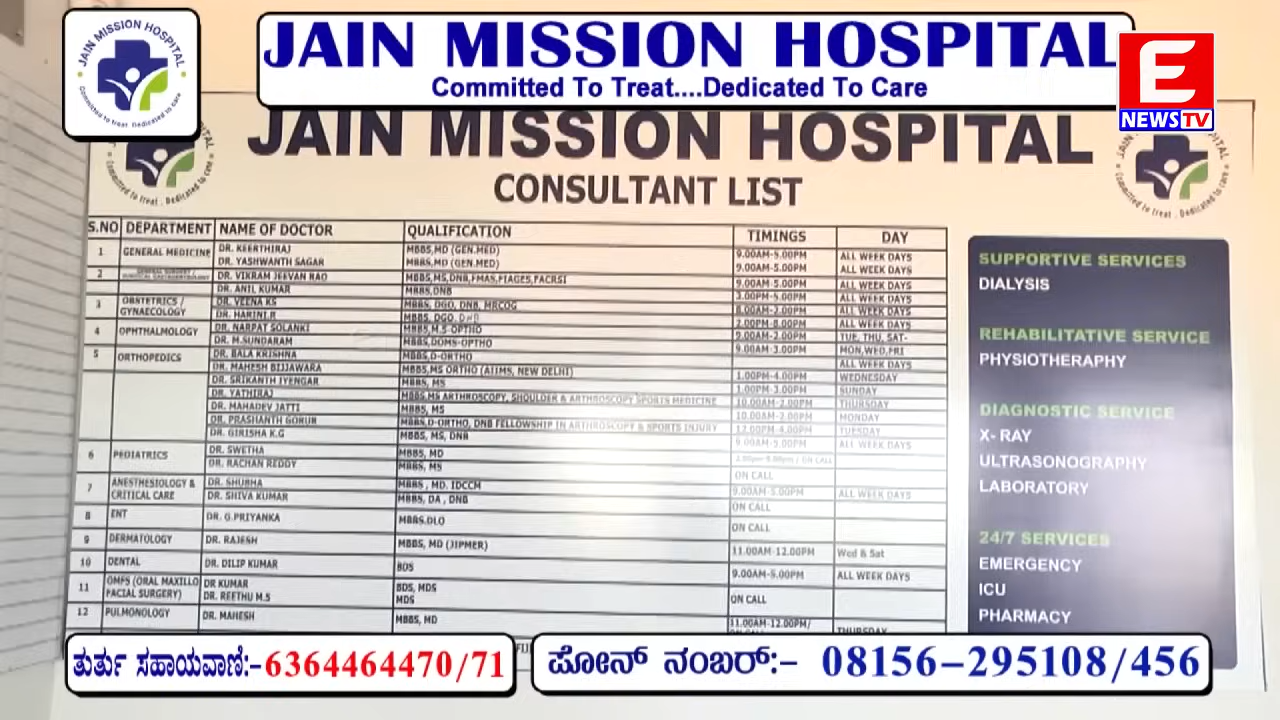 JAIN MISSION HOSPITAL
Committed To Treat....Dedicated To Care
JAIN MISSION HOSPITAL
Committed to treat. Dedicated to care
E
NEWS TV
JAIN MISSION HOSPITAL
CONSULTANT LIST
S.NO DEPARTMENT NAME OF DOCTOR QUALIFICATION TIMINGS DAY
1 GENERAL MEDICINE DR. KEERTHIRAJ MBBS,MD (GEN.MED) 9.00AM-5.00PM ALL WEEK DAYS
DR. YASHWANTH SAGAR MBBS,MD (GEN.MED) 9.00AM-5.00PM ALL WEEK DAYS
2 DR. VIKRAM JEEVAN RAO MBBS,MS,DNB,FMAS,FIAGES,FACRSI 9.00AM-5.00PM ALL WEEK DAYS
DR. ANIL KUMAR MBBS,DNB 3.00PM-5.00PM ALL WEEK DAYS
3 OBSTETRICS / GYNAECOLOGY DR. VEENA KS MBBS, DGO, DNB, MRCOG 8.00AM-2.00PM ALL WEEK DAYS
DR. HARINI.R MBBS, DGO, DNB 2.00PM-8.00PM ALL WEEK DAYS
4 OPHTHALMOLOGY DR. NARPAT SOLANKI MBBS,M.S-OPTHO 9.00AM-2.00PM TUE, THU, SAT-
DR. M.SUNDARAM MBBS,DOMS-OPTHO 9.00AM-3.00PM MON,WED,FRI
5 ORTHOPEDICS DR. BALA KRISHNA MBBS,D-ORTHO ALL WEEK DAYS
DR. MAHESH BIJJAWARA MBBS,MS ORTHO (AIIMS, NEW DELHI) 1.00PM-4.00PM WEDNESDAY
DR. SRIKANTH IYENGAR MBBS, MS 1.00PM-3.00PM SUNDAY
DR. YATHIRAJ MBBS,MS ARTHROSCOPY, SHOULDER & ARTHROSCOPY SPORTS MEDICINE 10.00AM-2.00PM THURSDAY
DR. MAHADEV JATTI MBBS, MS 10.00AM-2.00PM MONDAY
DR. PRASHANTH GORUR MBBS,D-ORTHO, DNB FELLOWSHIP IN ARTHROSCOPY & SPORTS INJURY 12.00PM-4.00PM TUESDAY
DR. GIRISHA K.G MBBS, MS, DNB 9.00AM-5.00PM ALL WEEK DAYS
6 PEDIATRICS DR. SWETHA MBBS, MD / ON CALL
DR. RACHAN REDDY MBBS, MS ON CALL
7 ANESTHESIOLOGY & CRITICAL CARE DR. SHUBHA MBBS , MD, IDCCM 9.00AM-5.00PM ALL WEEK DAYS
DR. SHIVA KUMAR MBBS, DA , DNB ON CALL
8 ENT DR. G.PRIYANKA MBBS.DLO ON CALL
9 DERMATOLOGY DR. RAJESH MBBS, MD (JIPMER) 11.00AM-12.00PM Wed & Sat
10 DENTAL DR. DILIP KUMAR BDS 9.00AM-5.00PM ALL WEEK DAYS
11 OMFS (ORAL MAXILLO FACIAL SURGERY) DR KUMAR BDS, MDS ON CALL
DR. REETHU M.S MDS
12 PULMONOLOGY DR. MAHESH MBBS, MD 11.00AM-12.00PM/ THURSDAY
SUPPORTIVE SERVICES
DIALYSIS
REHABILITATIVE SERVICE
PHYSIOTHERAPHY
DIAGNOSTIC SERVICE
X- RAY
ULTRASONOGRAPHY
LABORATORY
24/7 SERVICES
EMERGENCY
ICU
PHARMACY
ತುರ್ತು ಸಹಾಯವಾಣಿ:-6364464470/71
ಫೋನ್ ನಂಬರ್:- 08156-295108/456